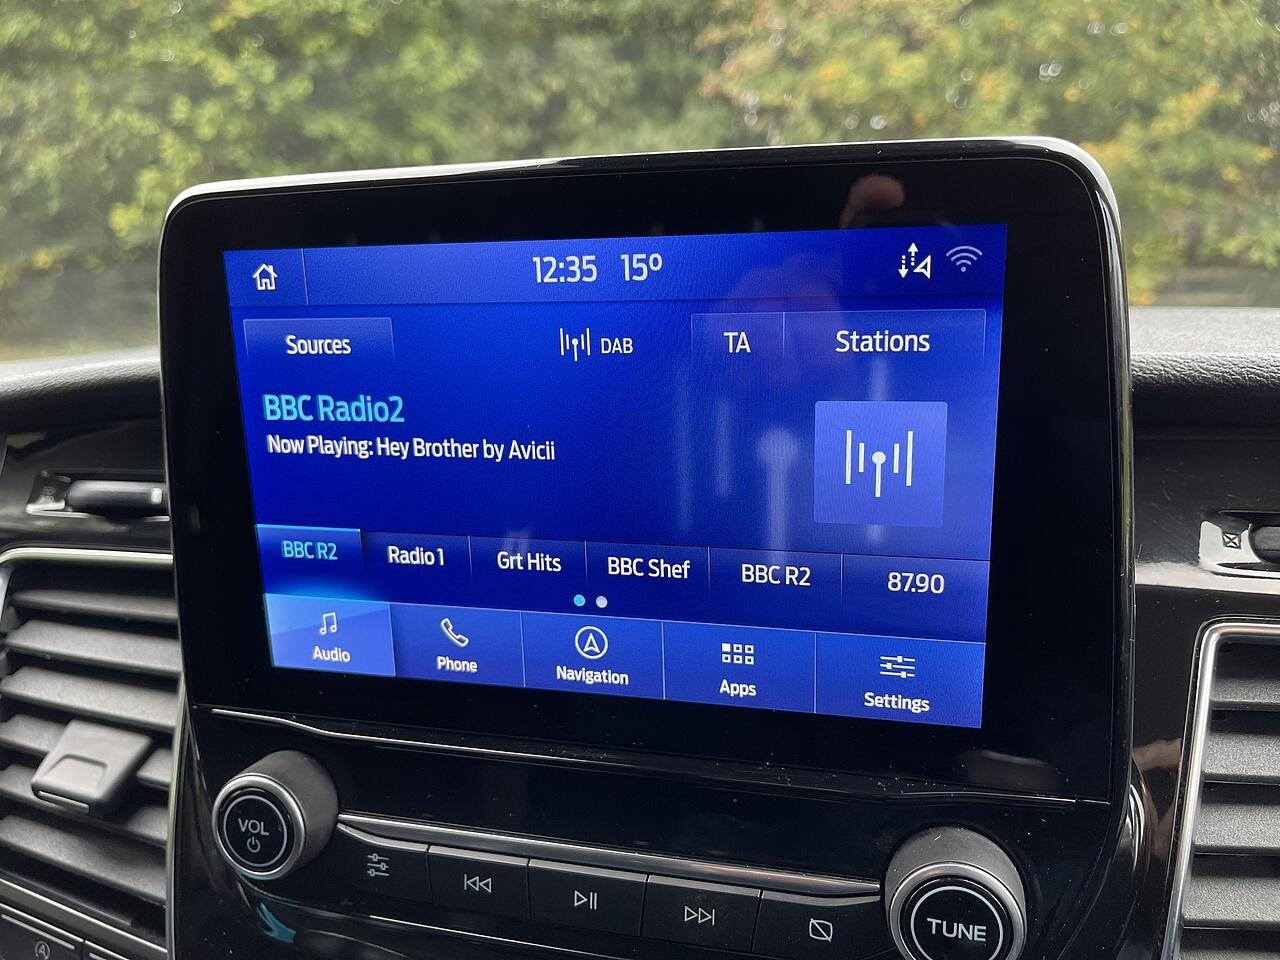 12:35 15º
Sources
DAB
TA
Stations
BBC Radio2
Now Playing: Hey Brother by Avicii
BBC R2
Radio 1
Grt Hits
BBC Shef
BBC R2
87.90
Audio
Phone
Navigation
Apps
Settings
VOL
TUNE